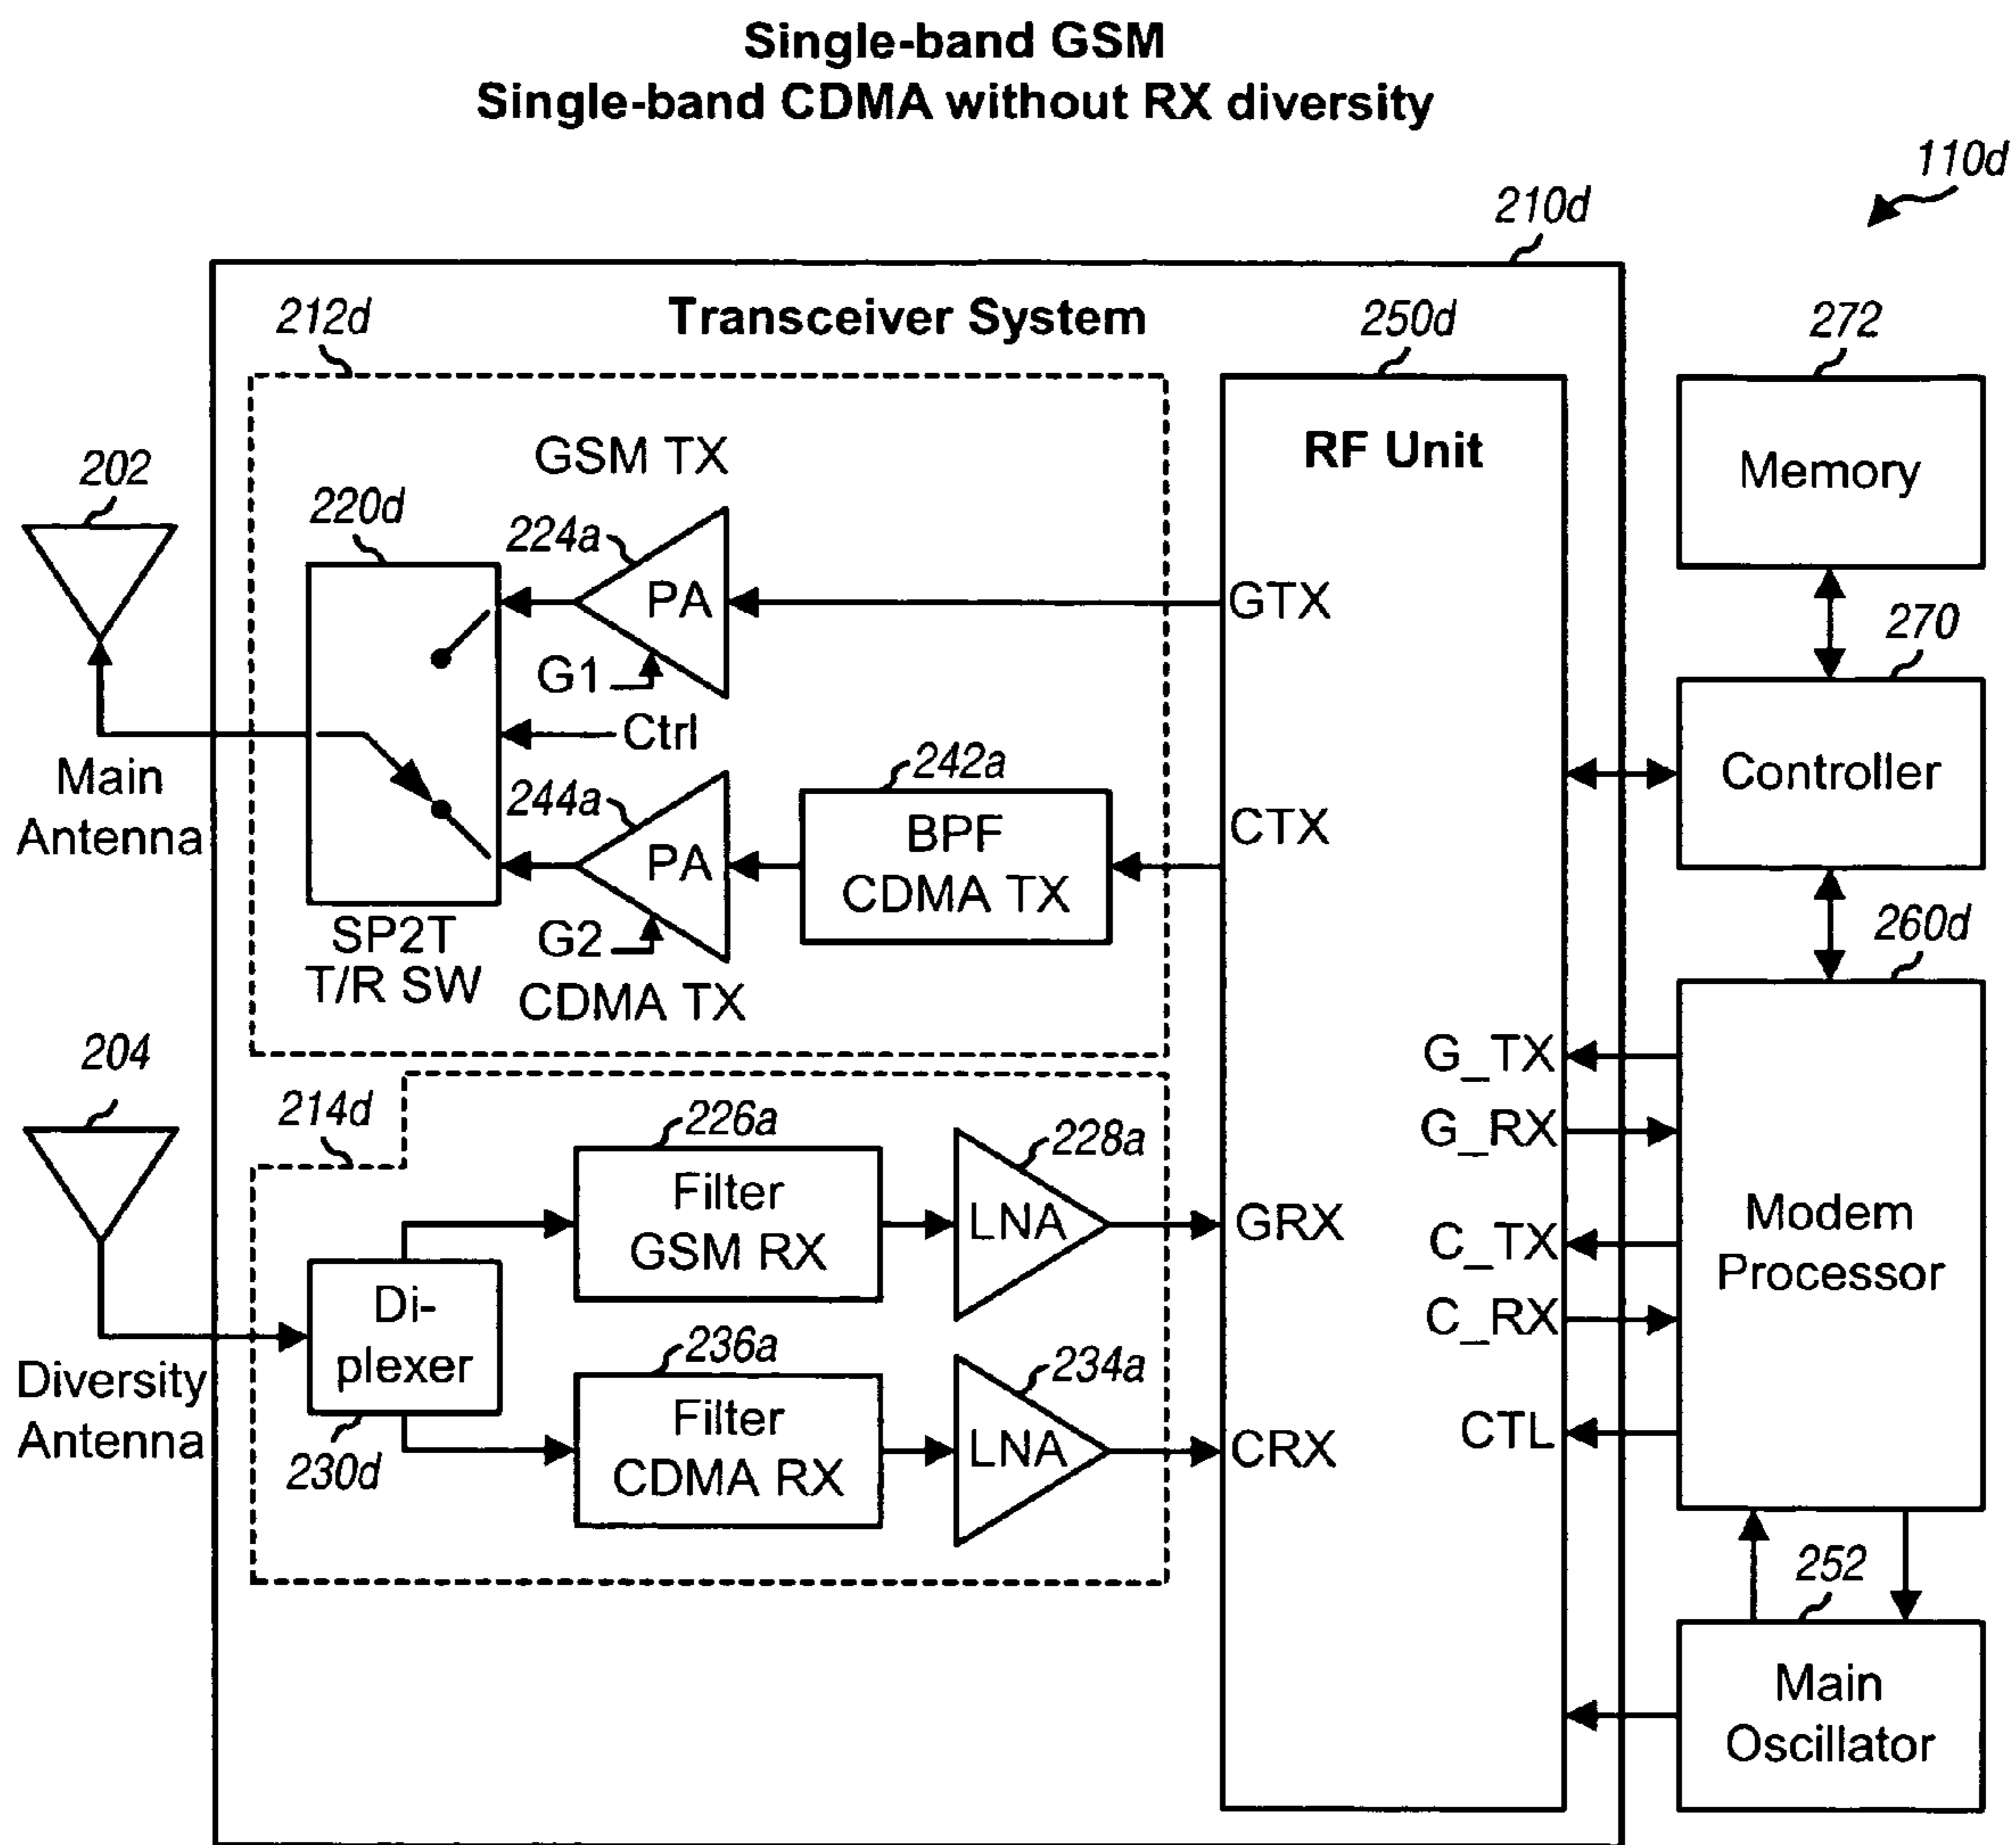 Single-band GSM
Single-band CDMA without RX diversity
110d
210d
Transceiver System
212d
250d
272
RF Unit
Memory
GSM TX
202
220d
224a
PA
GTX
G1
270
Ctrl
Controller
Main
Antenna
242a
244a
CTX
BPF
CDMA TX
PA
G2
SP2T
T/R SW
CDMA TX
260d
204
G_TX
214d
226a
228a
G_RX
Filter
GSM RX
LNA
GRX
Modem
Processor
C_TX
Di-
plexer
C_RX
Diversity
Antenna
236a
234a
230d
Filter
CDMA RX
LNA
CRX
CTL
252
Main
Oscillator